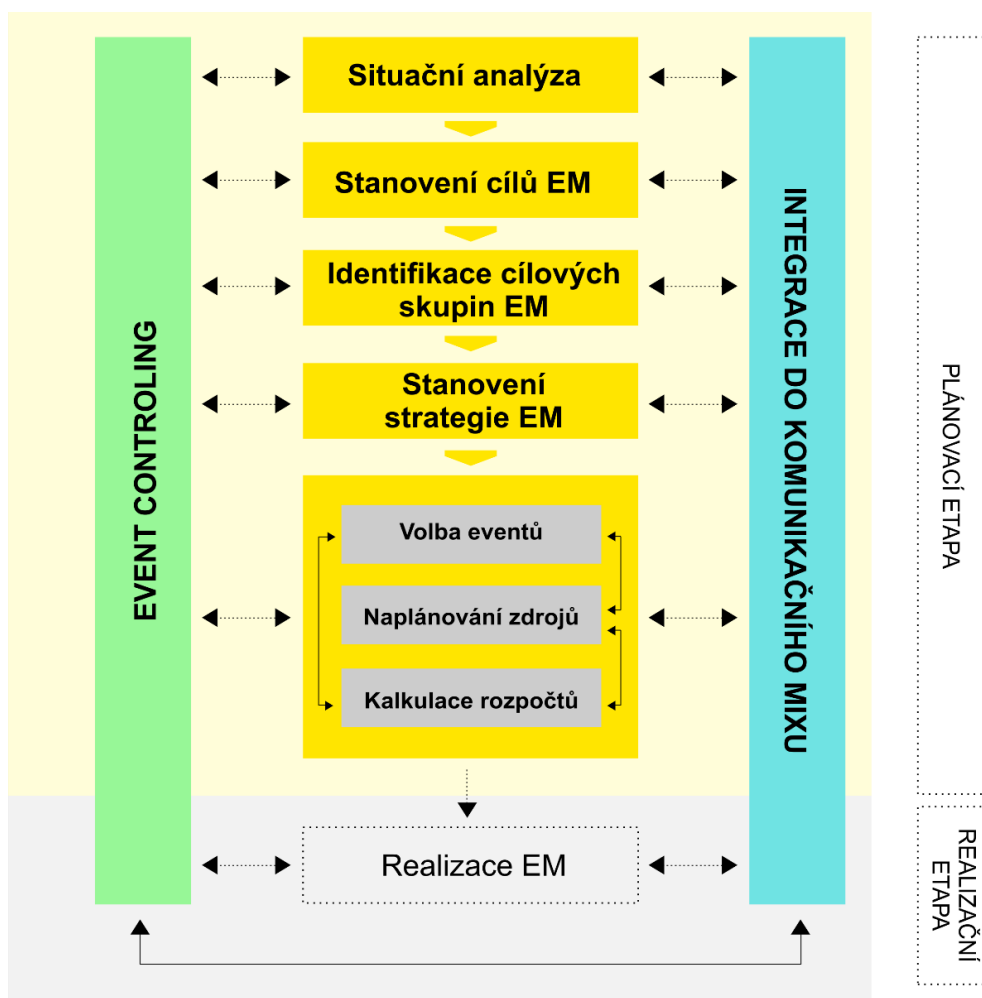 Situační analýza
Stanovení cílů EM
Identifikace cílových
skupin EM
Stanovení
strategie EM
Volba eventů
Naplánování zdrojů
Kalkulace rozpočtů
Realizace EM
EVENT CONTROLING
INTEGRACE DO KOMUNIKAČNÍHO MIXU
PLÁNOVACÍ ETAPA
REALIZAČNÍ
ETAPA